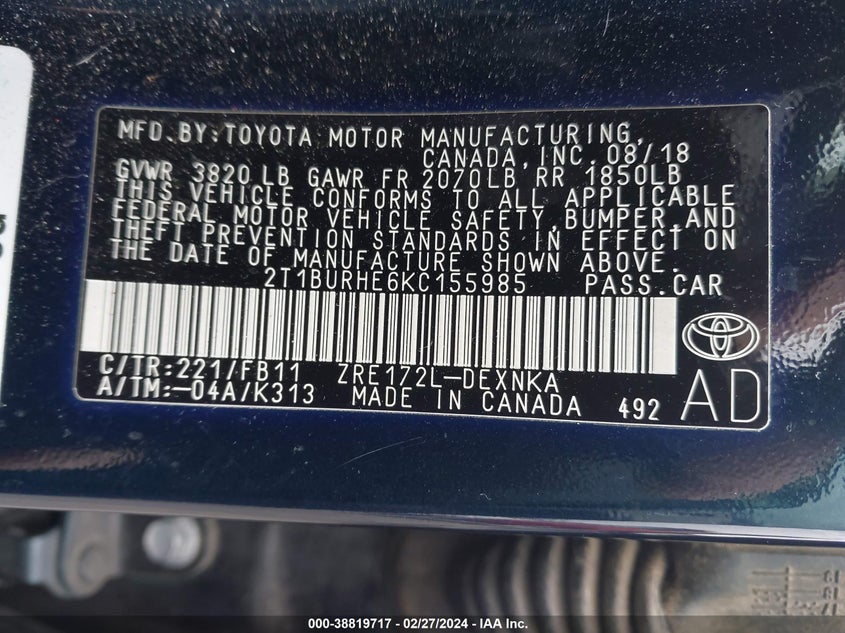 MFD.BY:TOYOTA MOTOR MANUFACTURING,
CANADA,INC.08/18
GVWR 3820 LB GAWR FR 2070LB RR 1850LB
THIS VEHICLE CONFORMS TO ALL APPLICABLE
FEDERAL MOTOR VEHICLE SAFETY,BUMPER,AND
THEFT PREVENTION STANDARDS IN EFFECT ON
THE DATE OF MANUFACTURE SHOWN ABOVE.
2T1BURHE6KC155985 PASS.CAR
C/TR:221/FB11 ZRE172L-DEXNKA
A/TM:-04A/K313 MADE IN CANADA 492 AD
000-38819717 - 02/27/2024 - IAA Inc.